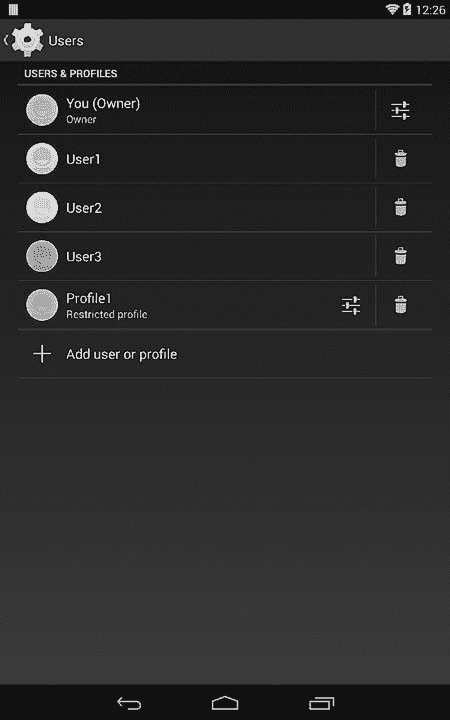 12:26
Users
USERS & PROFILES
You (Owner)
Owner
User1
User2
User3
Profile1
Restricted profile
Add user or profile